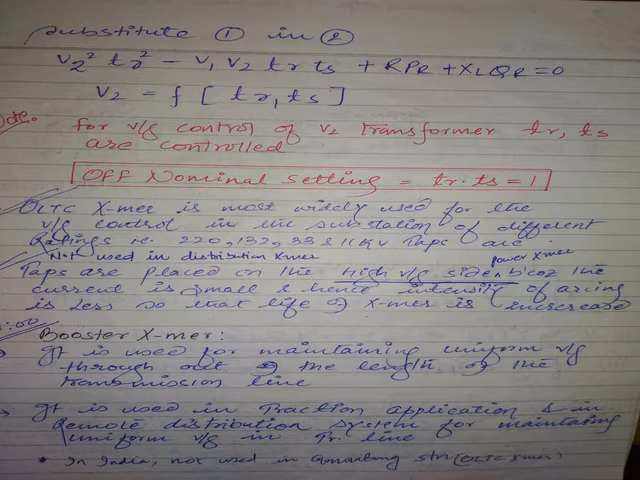 Substitute ① in ②
V₂² tr² - V₁ V₂ tr ts + RPR + XLQR = 0
V₂ = f [tr, ts]
Note.
For v/g control of V₂ transformer tr, ts
are controlled
OFF Nominal Setting = tr.ts = 1
OLTC X-mer is most widely used for the
v/g control in the substation of different
Ratings i.e. 220, 132, 33 & 11 KV Taps are
Not used in distribution X-mer
power Xmer
Taps are placed on the High v/g side b'coz the
current is small & hence intensity of arcing
is Less so that life of X-mer is increase
:00
Booster X-mer:
It is used for maintaining uniform v/g
through out of the length of the
transmission line
It is used in Traction application & in
Remote distribution system for maintaing
uniform v/g in Tr. line
* In India, not used in Generating stn (OLTC Xmer)